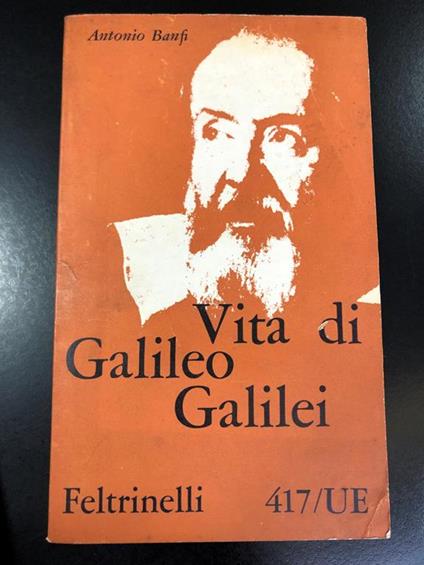 Antonio Banfi
Vita di
Galileo
Galilei
Feltrinelli 417/UE